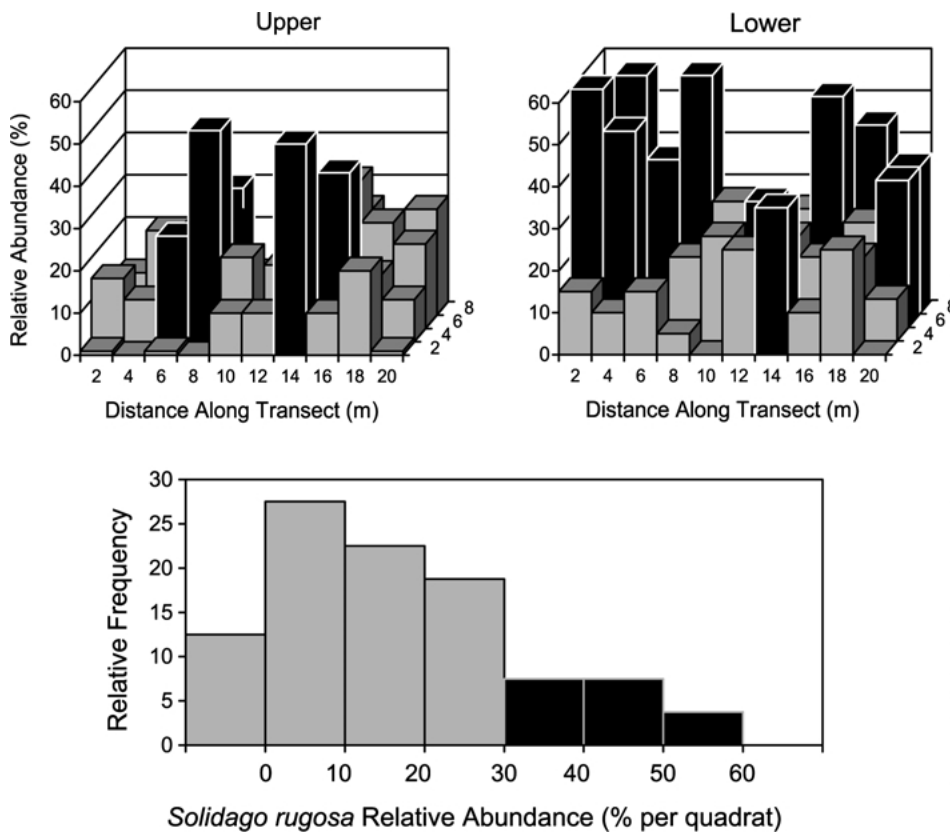 Upper
Relative Abundance (%)
60
50
40
30
20
10
0
2 4 6 8 10 12 14 16 18 20
2
4
6
8
Distance Along Transect (m)
Lower
60
50
40
30
20
10
0
2 4 6 8 10 12 14 16 18 20
2
4
6
8
Distance Along Transect (m)
Relative Frequency
30
25
20
15
10
5
0
0 10 20 30 40 50 60
Solidago rugosa Relative Abundance (% per quadrat)